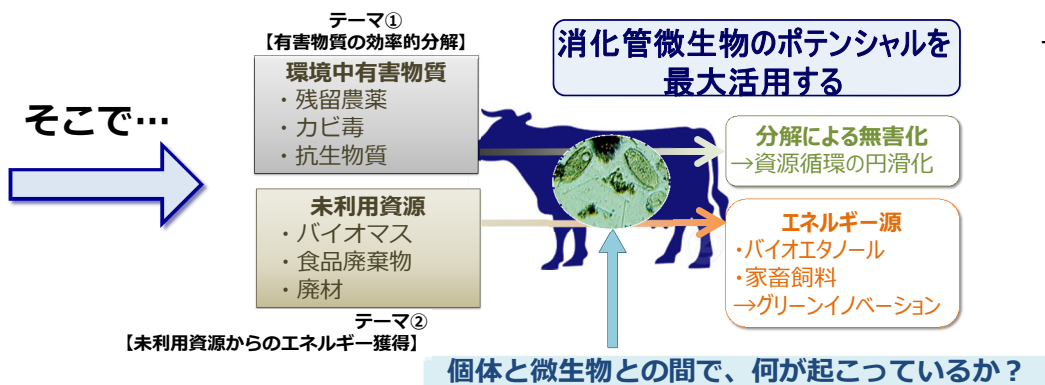 そこで…
テーマ①
【有害物質の効率的分解】
環境中有害物質
・残留農薬
・カビ毒
・抗生物質
未利用資源
・バイオマス
・食品廃棄物
・廃材
テーマ②
【未利用資源からのエネルギー獲得】
消化管微生物のポテンシャルを
最大活用する
分解による無害化
→資源循環の円滑化
エネルギー源
・バイオエタノール
・家畜飼料
→グリーンイノベーション
個体と微生物との間で、何が起こっているか？